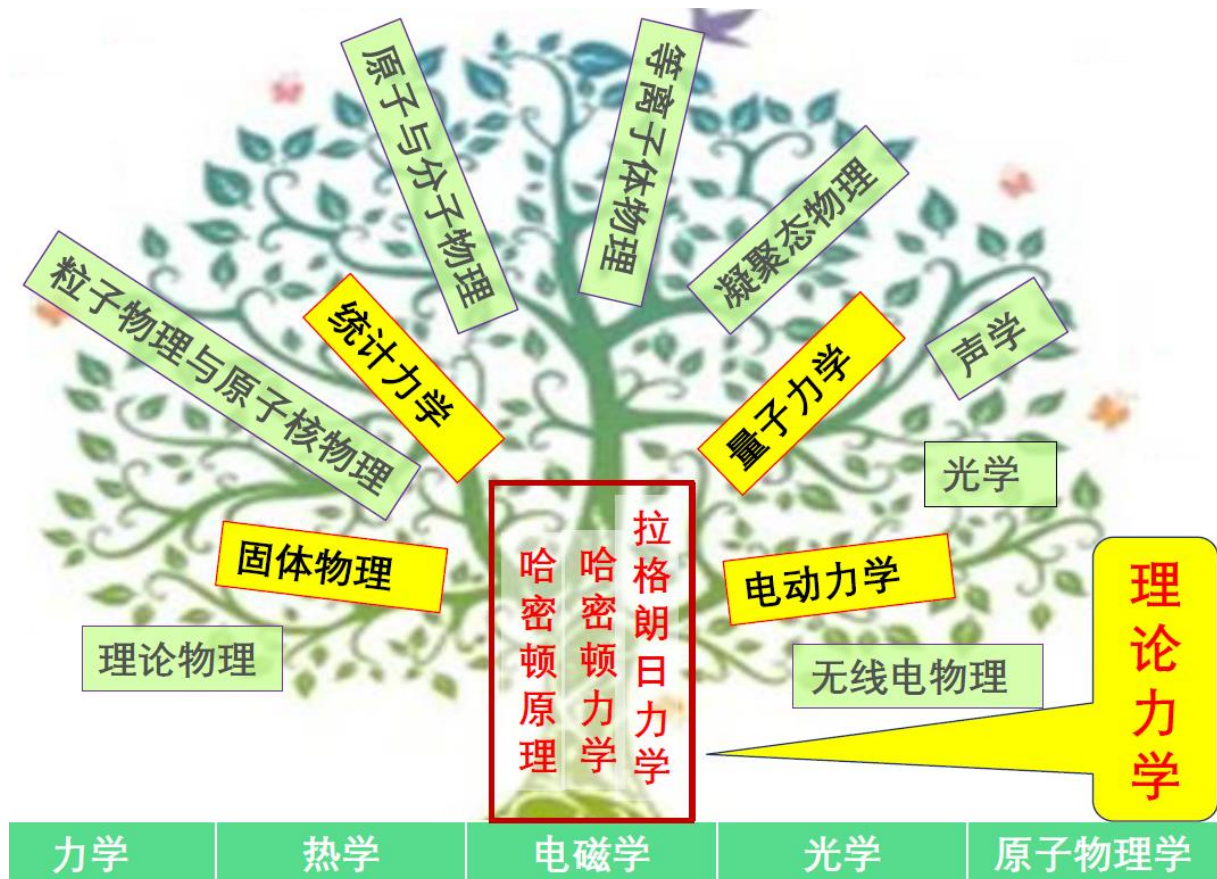 原子与分子物理
等离子体物理
凝聚态物理
声学
粒子物理与原子核物理
统计力学
量子力学
光学
固体物理
电动力学
理论物理
无线电物理
哈密顿原理
哈密顿力学
拉格朗日力学
理论力学
力学
热学
电磁学
光学
原子物理学